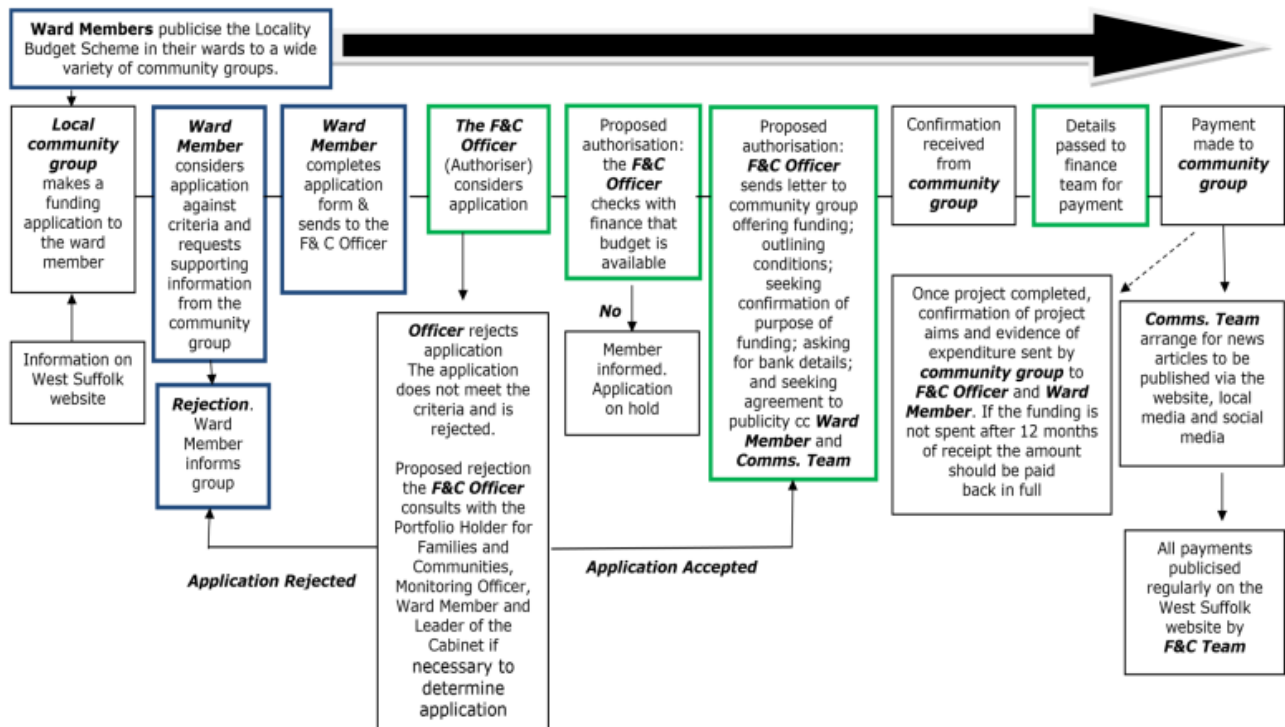 Ward Members publicise the Locality
Budget Scheme in their wards to a wide
variety of community groups.
Local
community
group
makes a
funding
application to
the ward
member
Information on
West Suffolk
website
Ward
Member
considers
application
against
criteria and
requests
supporting
information
from the
community
group
Rejection.
Ward
Member
informs
group
Ward
Member
completes
application
form &
sends to the
F& C Officer
The F&C
Officer
(Authoriser)
considers
application
Officer rejects
application
The application
does not meet the
criteria and is
rejected.
Proposed rejection
the F&C Officer
consults with the
Portfolio Holder for
Families and
Communities,
Monitoring Officer,
Ward Member and
Leader of the
Cabinet if
necessary to
determine
application
Application Rejected
Application Accepted
Proposed
authorisation:
the F&C
Officer
checks with
finance that
budget is
available
No
Member
informed.
Application
on hold
Proposed
authorisation:
F&C Officer
sends letter to
community group
offering funding;
outlining
conditions;
seeking
confirmation of
purpose of
funding; asking
for bank details;
and seeking
agreement to
publicity cc Ward
Member and
Comms. Team
Confirmation
received
from
community
group
Details
passed to
finance
team for
payment
Payment
made to
community
group
Once project completed,
confirmation of project
aims and evidence of
expenditure sent by
community group to
F&C Officer and Ward
Member. If the funding is
not spent after 12 months
of receipt the amount
should be paid
back in full
Comms. Team
arrange for news
articles to be
published via the
website, local
media and social
media
All payments
publicised
regularly on the
West Suffolk
website by
F&C Team